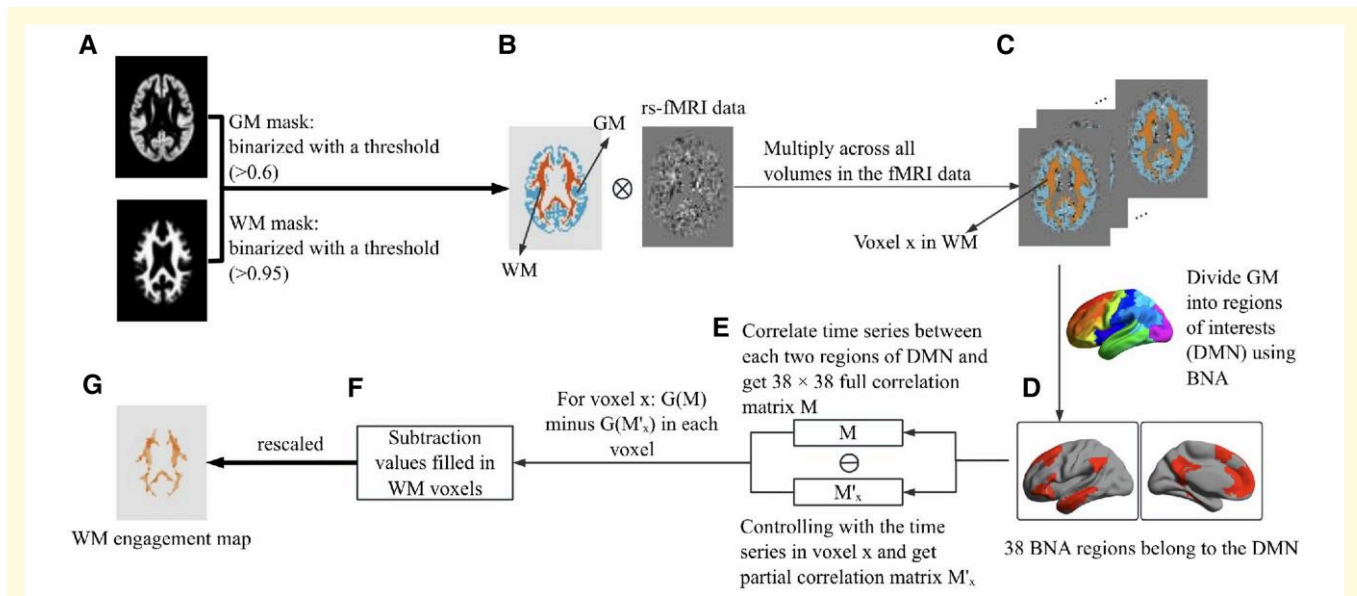 A
GM mask:
binarized with a threshold
(>0.6)
WM mask:
binarized with a threshold
(>0.95)
B
rs-fMRI data
GM
⊗
WM
Multiply across all
volumes in the fMRI data
C
...
...
Voxel x in WM
Divide GM
into regions
of interests
(DMN) using
BNA
D
38 BNA regions belong to the DMN
E
Correlate time series between
each two regions of DMN and
get 38 × 38 full correlation
matrix M
M
⊖
M'ₓ
Controlling with the time
series in voxel x and get
partial correlation matrix M'ₓ
For voxel x: G(M)
minus G(M'ₓ) in each
voxel
F
Subtraction
values filled in
WM voxels
rescaled
G
WM engagement map